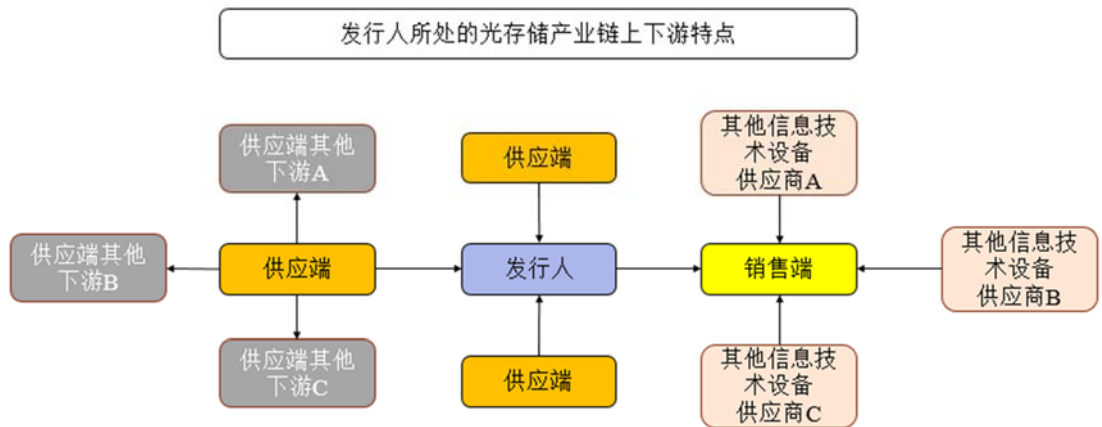 发行人所处的光存储产业链上下游特点
供应端其他
下游A
供应端
其他信息技
术设备
供应商A
供应端其他
下游B
供应端
发行人
销售端
其他信息技
术设备
供应商B
供应端其他
下游C
供应端
其他信息技
术设备
供应商C